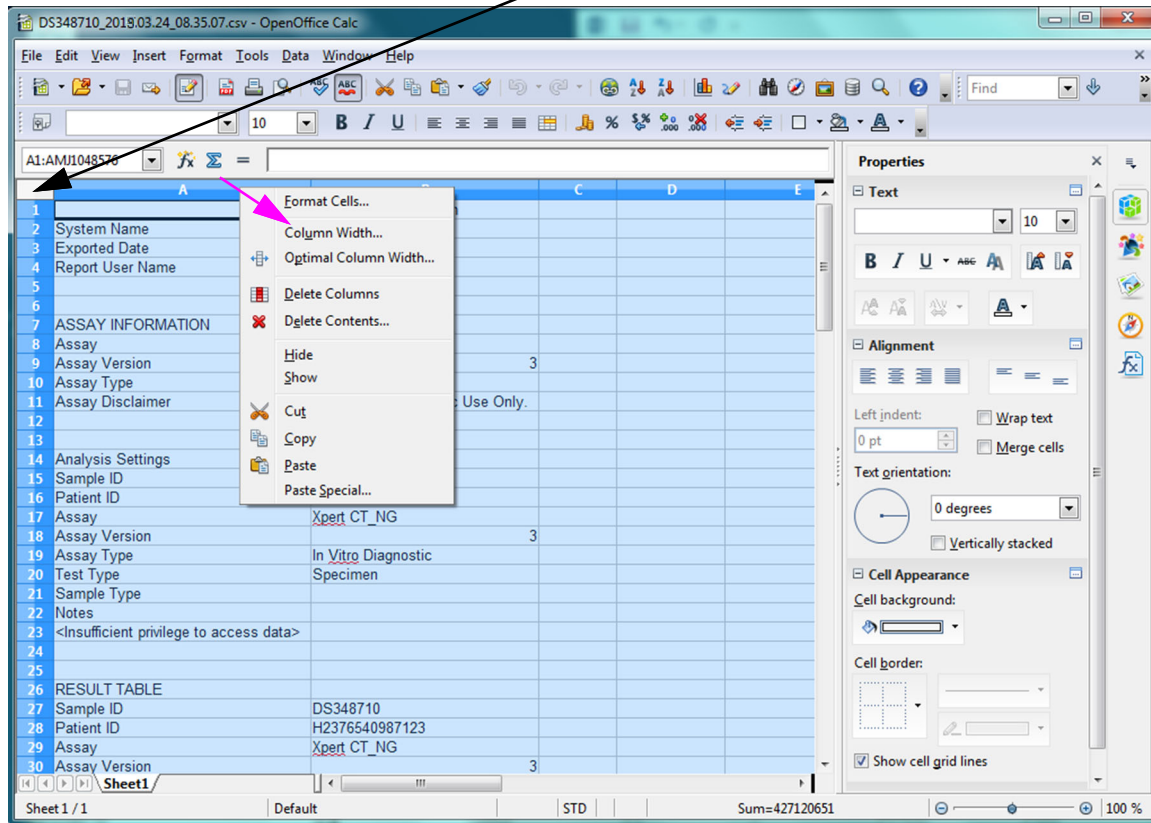 DS348710_2018.03.24_08.35.07.csv - OpenOffice Calc
File Edit View Insert Format Tools Data Window Help
Find
10
A1:AMJ1048576
A C D E
1
2 System Name
3 Exported Date
4 Report User Name
5
6
7 ASSAY INFORMATION
8 Assay
9 Assay Version 3
10 Assay Type
11 Assay Disclaimer Use Only.
12
13
14 Analysis Settings
15 Sample ID
16 Patient ID
17 Assay Xpert CT_NG
18 Assay Version 3
19 Assay Type In Vitro Diagnostic
20 Test Type Specimen
21 Sample Type
22 Notes
23 <Insufficient privilege to access data>
24
25
26 RESULT TABLE
27 Sample ID DS348710
28 Patient ID H2376540987123
29 Assay Xpert CT_NG
30 Assay Version 3
Format Cells...
Column Width...
Optimal Column Width...
Delete Columns
Delete Contents...
Hide
Show
Cut
Copy
Paste
Paste Special...
Properties
Text
10
Alignment
Left indent:
Wrap text
0 pt
Merge cells
Text orientation:
0 degrees
Vertically stacked
Cell Appearance
Cell background:
Cell border:
Show cell grid lines
Sheet1
Sheet 1 / 1 Default STD Sum=427120651 100 %